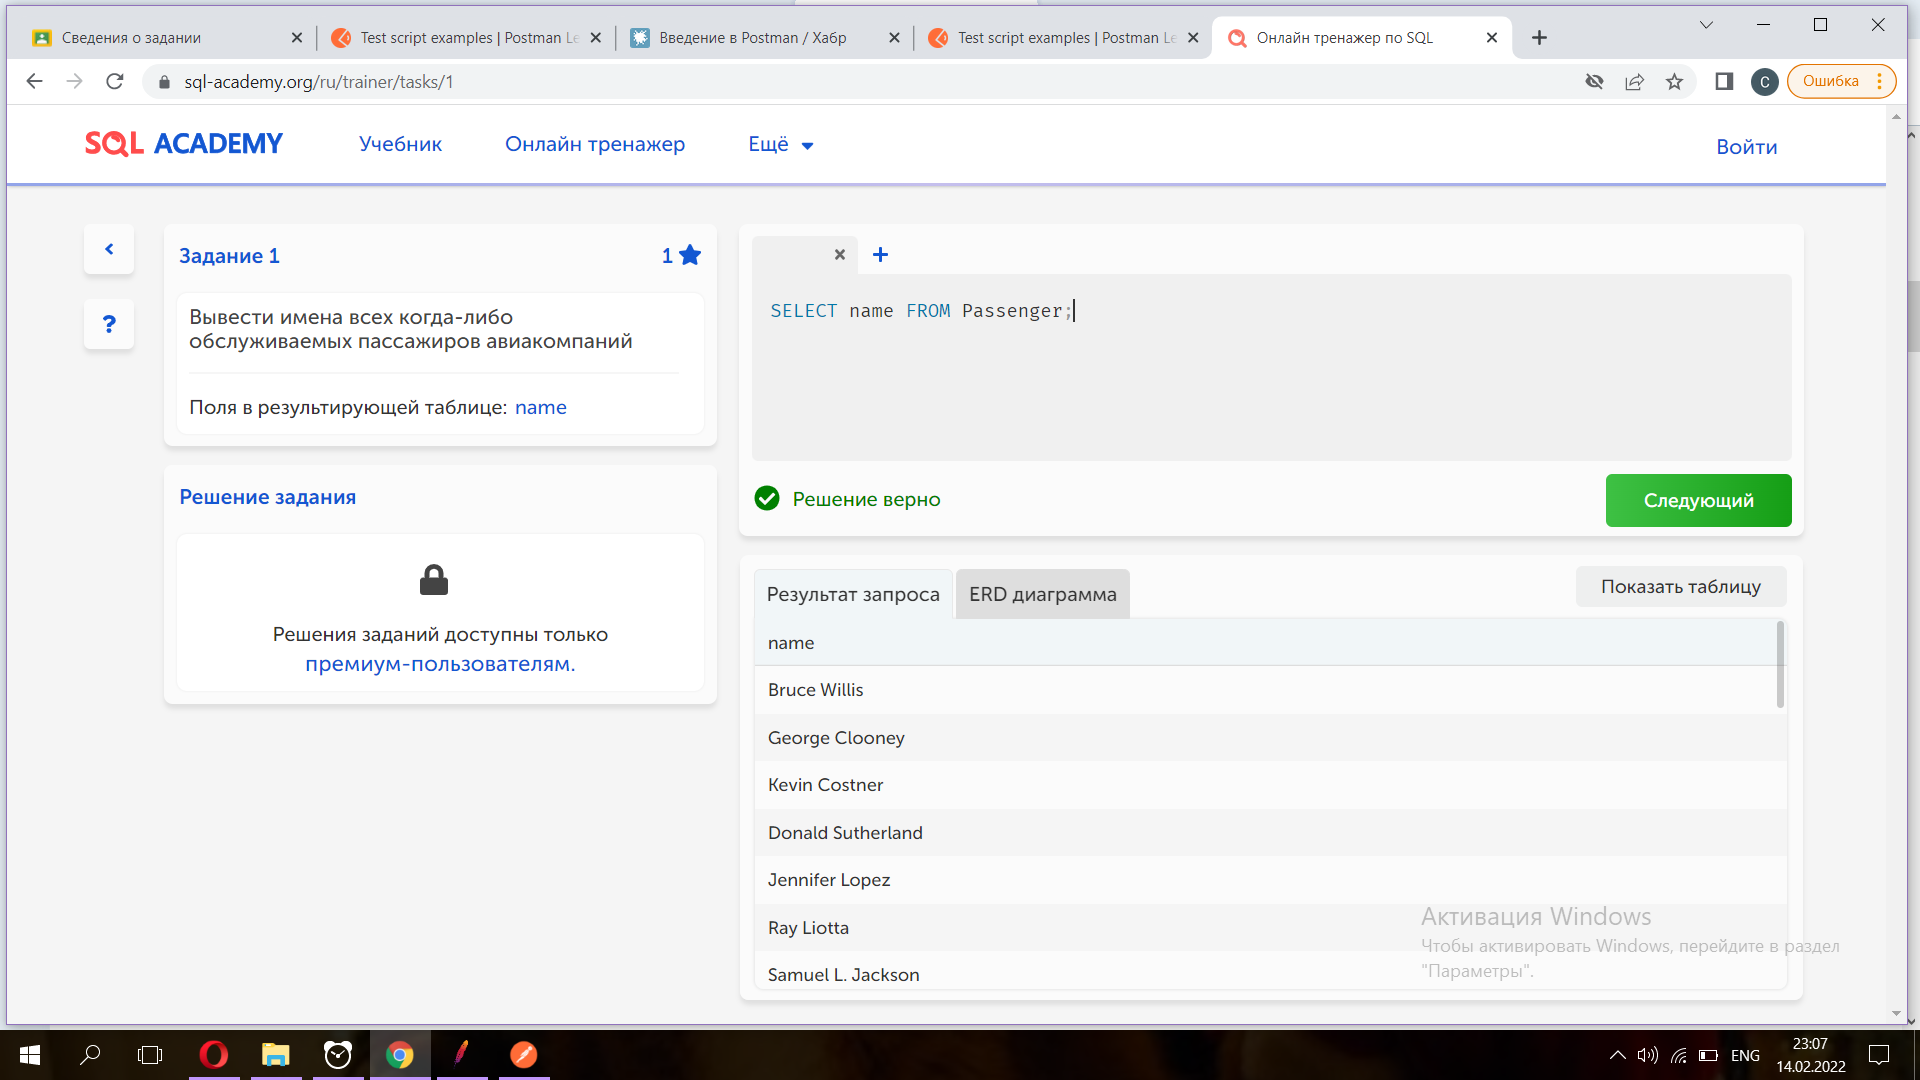 Сведения о задании
Test script examples | Postman Le
Введение в Postman / Хабр
Test script examples | Postman Le
Онлайн тренажер по SQL
sql-academy.org/ru/trainer/tasks/1
C
Ошибка
SQL ACADEMY
Учебник
Онлайн тренажер
Ещё
Войти
Задание 1
1
Вывести имена всех когда-либо
обслуживаемых пассажиров авиакомпаний
Поля в результирующей таблице: name
?
Решение задания
Решения заданий доступны только
премиум-пользователям.
SELECT name FROM Passenger;
Решение верно
Следующий
Результат запроса
ERD диаграмма
Показать таблицу
name
Bruce Willis
George Clooney
Kevin Costner
Donald Sutherland
Jennifer Lopez
Ray Liotta
Samuel L. Jackson
Активация Windows
Чтобы активировать Windows, перейдите в раздел
"Параметры".
ENG
23:07
14.02.2022